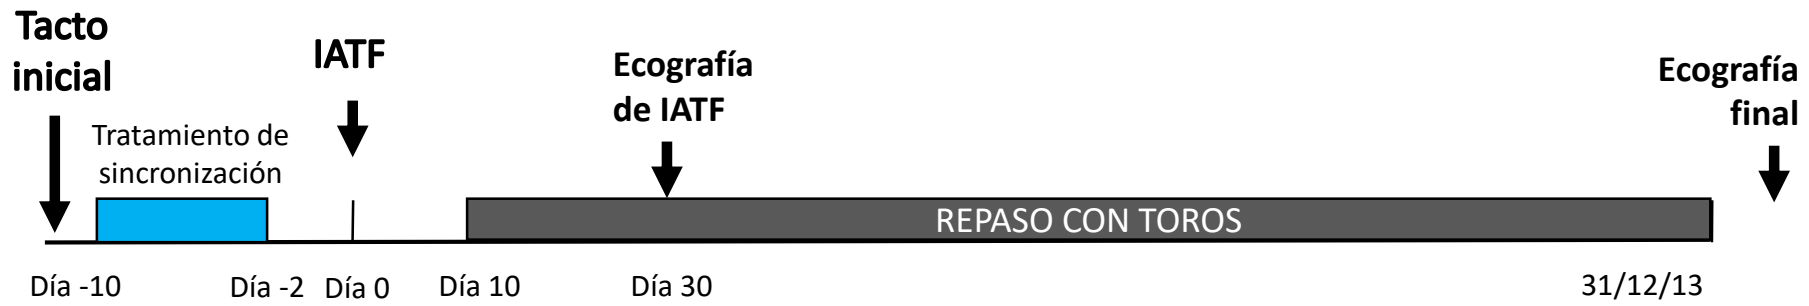 Tacto
inicial
IATF
Ecografía
de IATF
Ecografía
final
Tratamiento de
sincronización
REPASO CON TOROS
Día -10
Día -2
Día 0
Día 10
Día 30
31/12/13